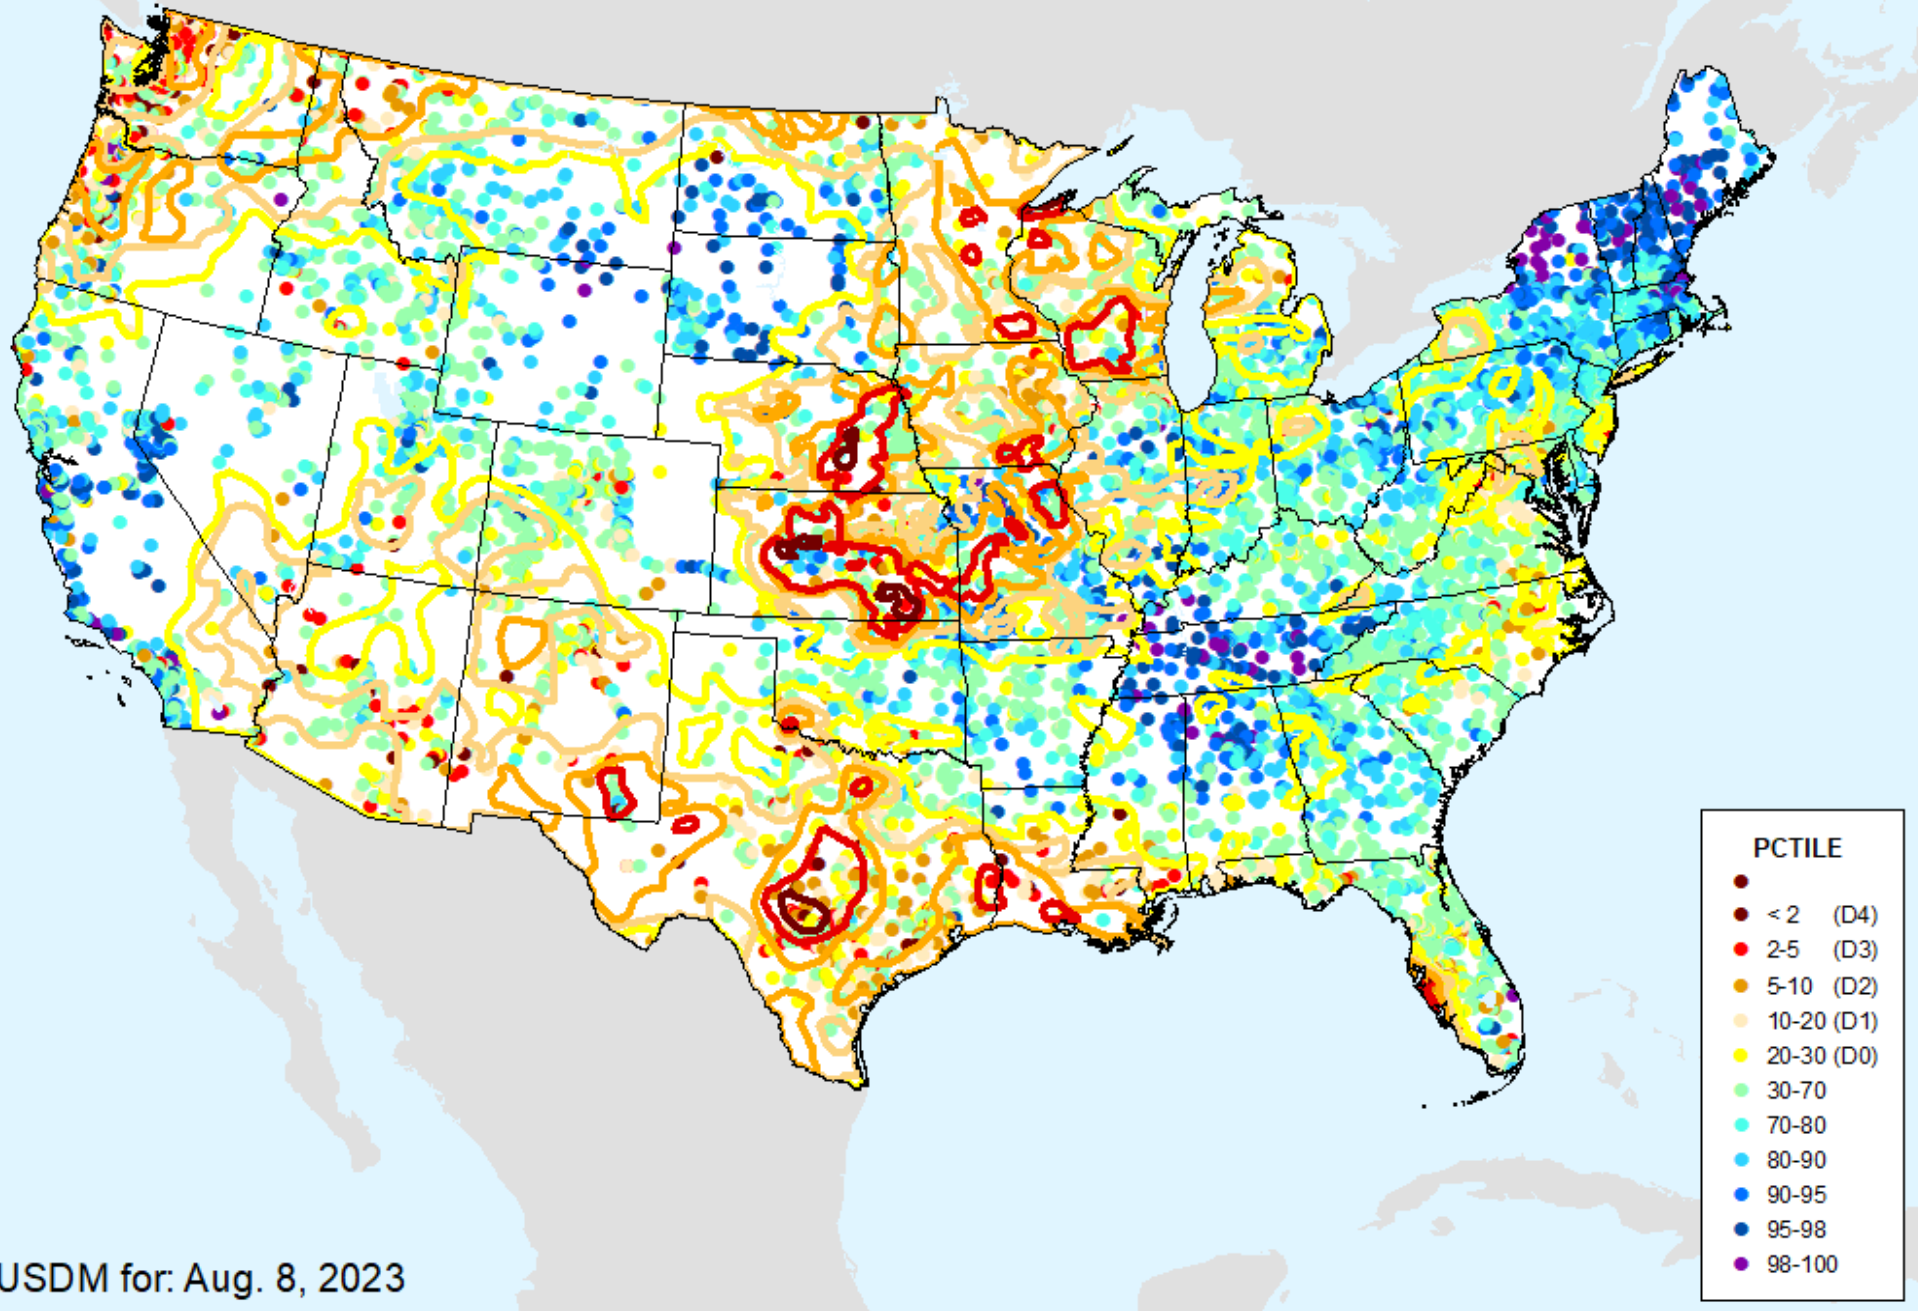 PCTILE
< 2 (D4)
2-5 (D3)
5-10 (D2)
10-20 (D1)
20-30 (D0)
30-70
70-80
80-90
90-95
95-98
98-100
USDM for: Aug. 8, 2023